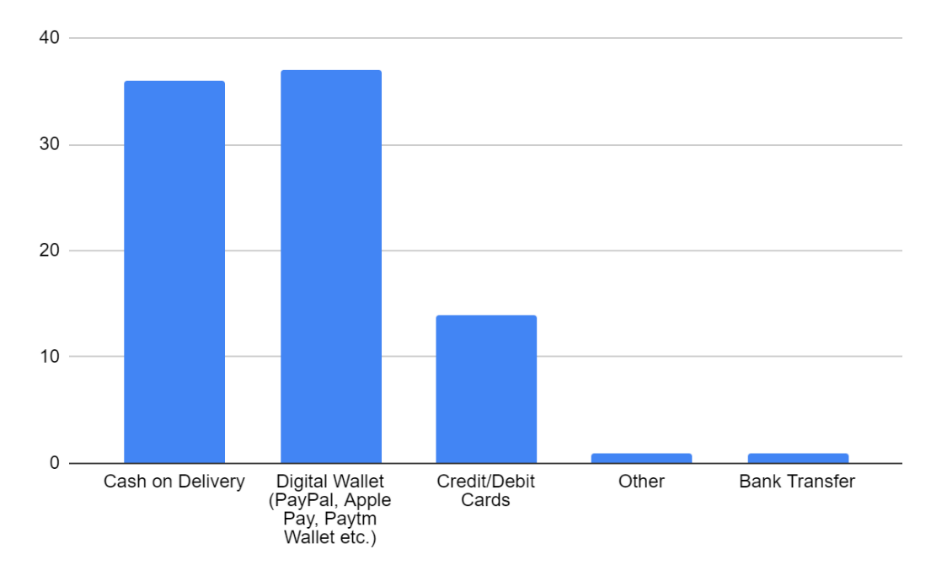 40
30
20
10
0
Cash on Delivery
Digital Wallet
(PayPal, Apple
Pay, Paytm
Wallet etc.)
Credit/Debit
Cards
Other
Bank Transfer